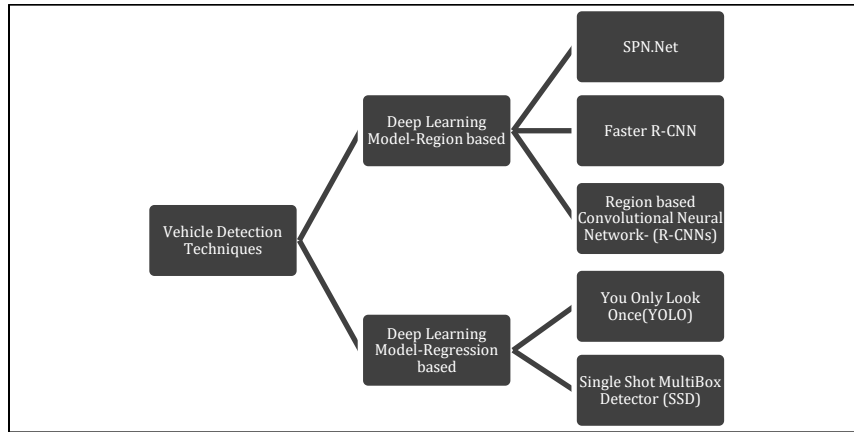 Vehicle Detection
Techniques
Deep Learning
Model-Region based
SPN.Net
Faster R-CNN
Region based
Convolutional Neural
Network- (R-CNNs)
Deep Learning
Model-Regression
based
You Only Look
Once(YOLO)
Single Shot MultiBox
Detector (SSD)